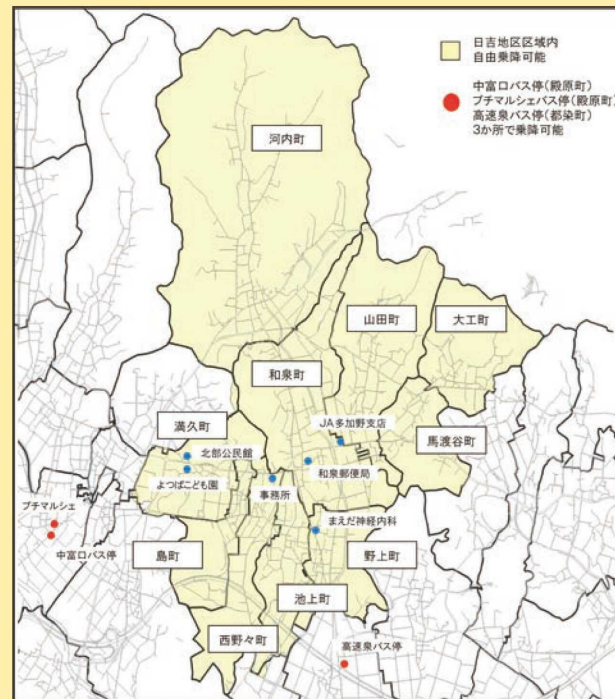 日吉地区区域内
自由乗降可能
中富口バス停(殿原町)
プチマルシェバス停(殿原町)
高速泉バス停(都染町)
3か所で乗降可能
河内町
山田町
大工町
和泉町
満久町
JA多加野支店
馬渡谷町
北部公民館
和泉郵便局
よつばこども園
事務所
プチマルシェ
まえだ神経内科
中富口バス停
島町
野上町
池上町
西野々町
高速泉バス停